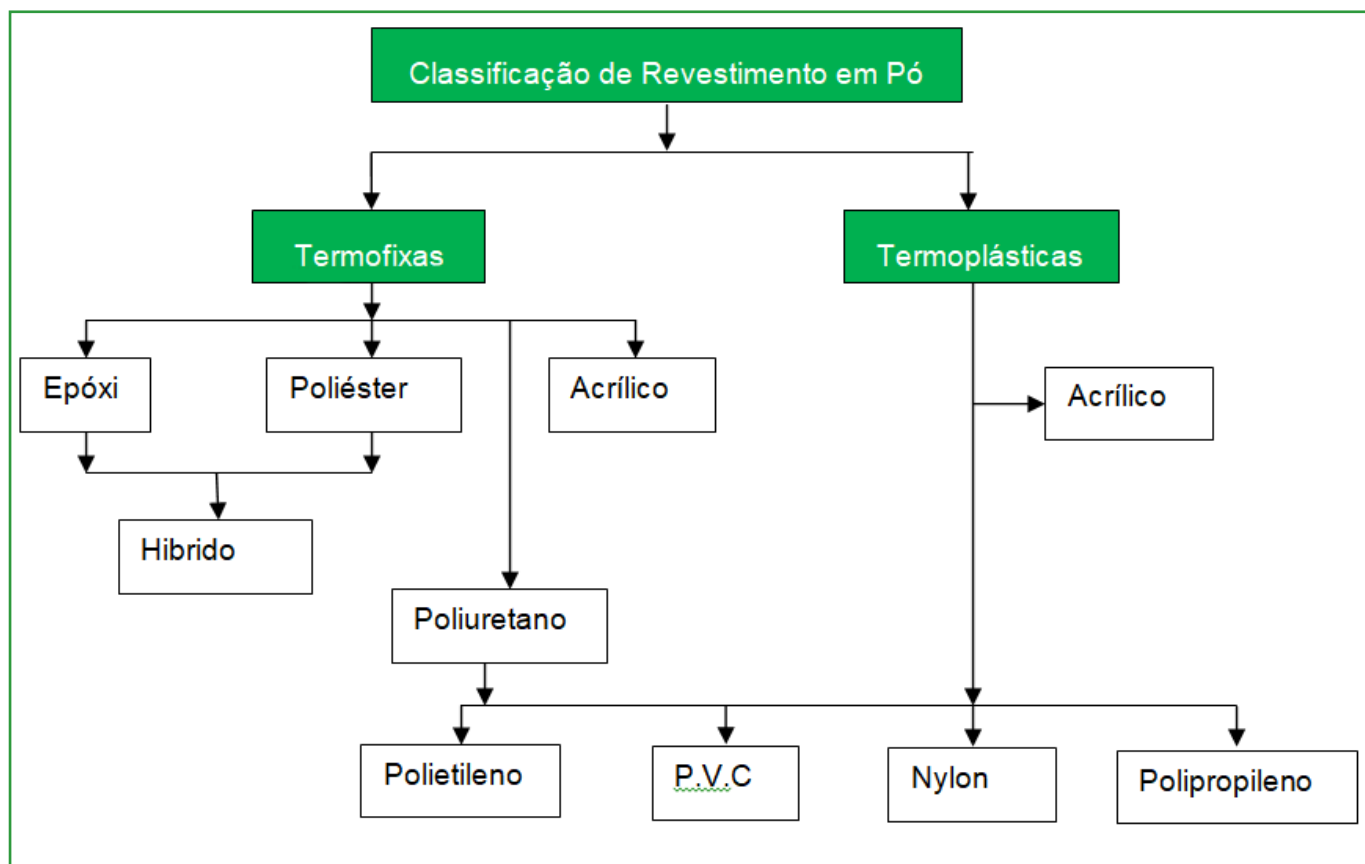 Classificação de Revestimento em Pó
Termofixas
Termoplásticas
Epóxi
Poliéster
Acrílico
Acrílico
Hibrido
Poliuretano
Polietileno
P.V.C
Nylon
Polipropileno